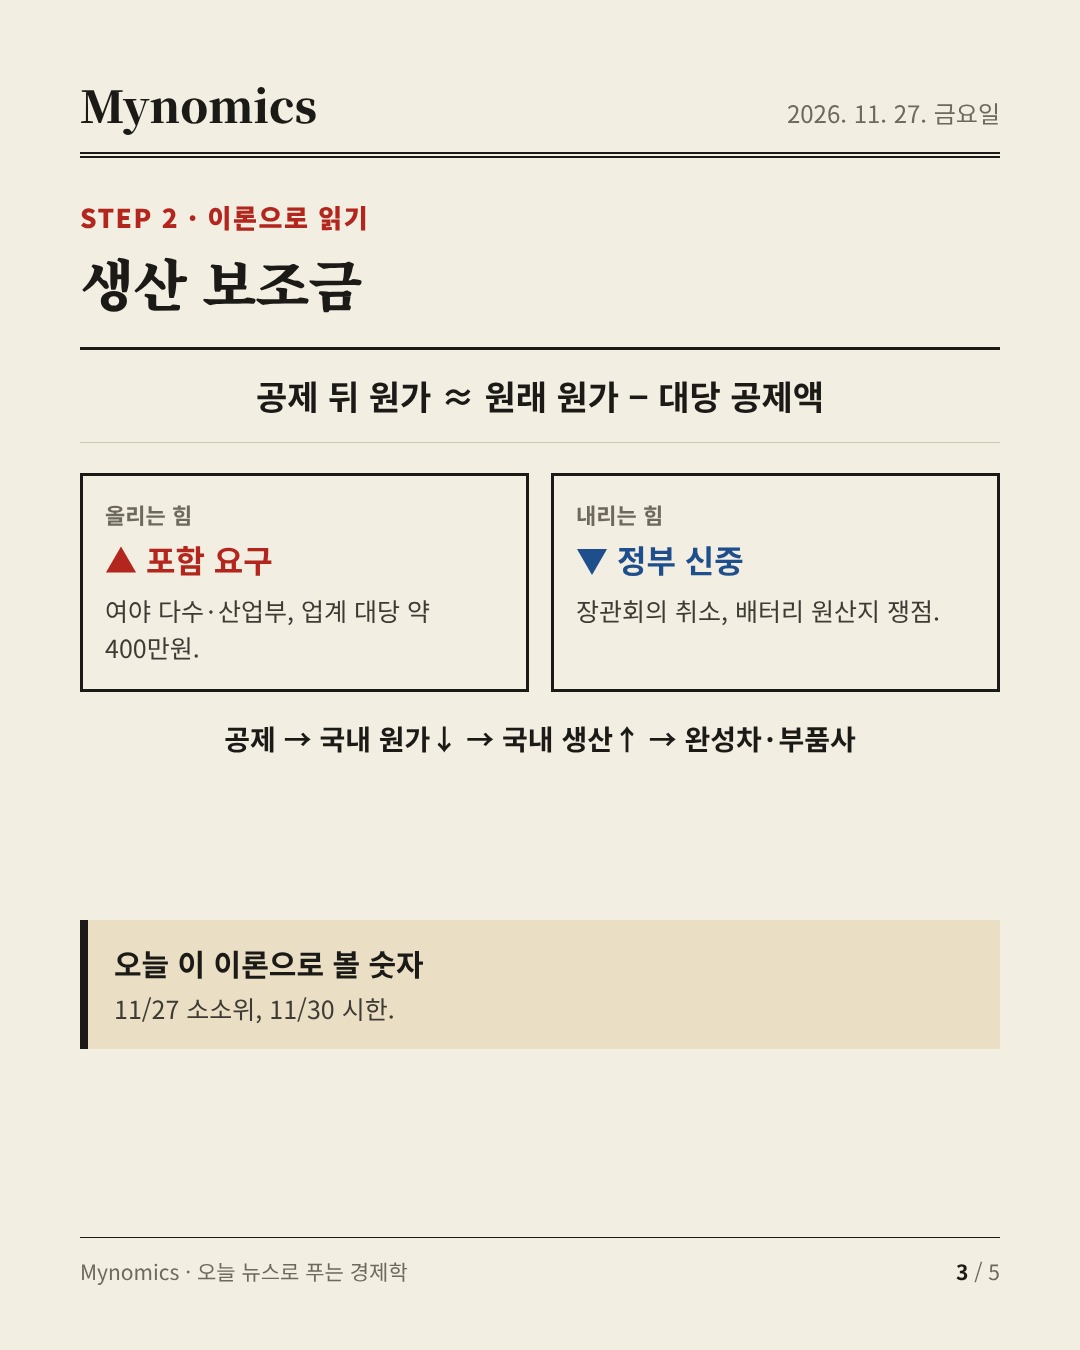 Mynomics
2026. 11. 27. 금요일
STEP 2 · 이론으로 읽기
생산 보조금
공제 뒤 원가 ≈ 원래 원가 − 대당 공제액
올리는 힘
▲ 포함 요구
여야 다수·산업부, 업계 대당 약
400만원.
내리는 힘
▼ 정부 신중
장관회의 취소, 배터리 원산지 쟁점.
공제 → 국내 원가↓ → 국내 생산↑ → 완성차·부품사
오늘 이 이론으로 볼 숫자
11/27 소소위, 11/30 시한.
Mynomics · 오늘 뉴스로 푸는 경제학
3 / 5